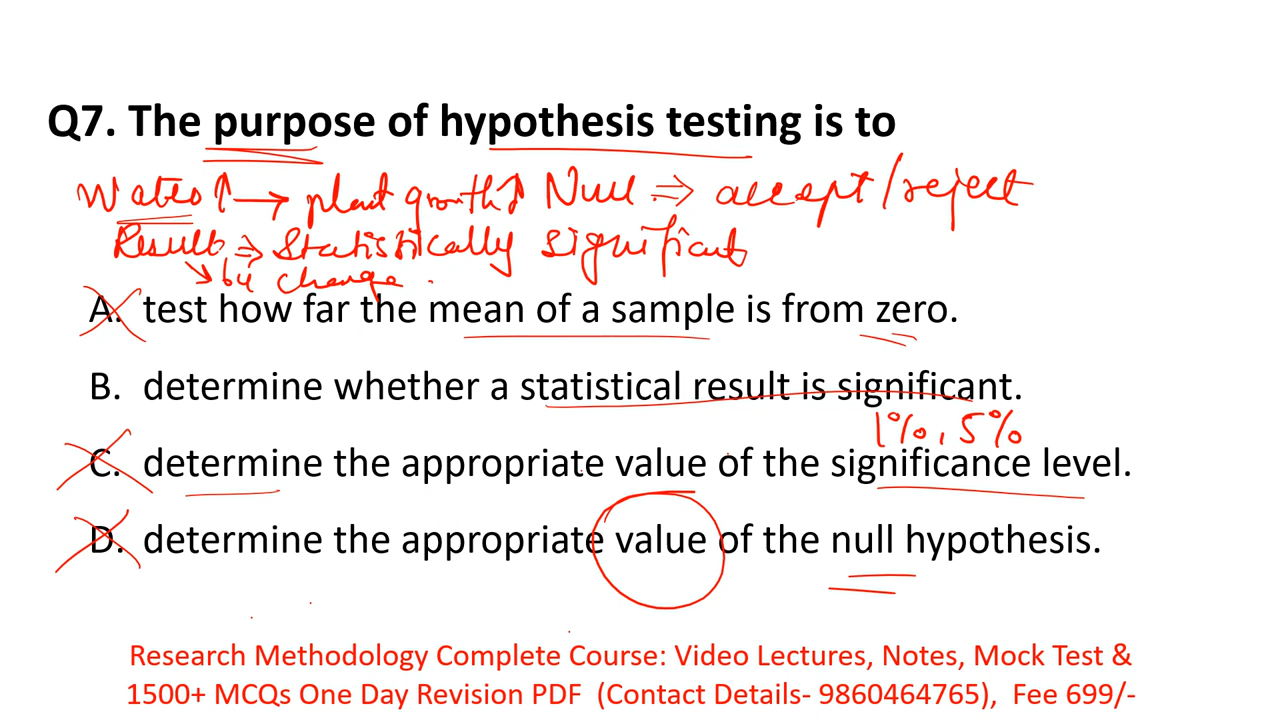 Q7. The purpose of hypothesis testing is to
Water ↑ → plant growth ↑ Null ⇒ accept/reject
Result ⇒ Statistically significant
↘ by change.
A. test how far the mean of a sample is from zero.
B. determine whether a statistical result is significant.
1%, 5%
C. determine the appropriate value of the significance level.
D. determine the appropriate value of the null hypothesis.
Research Methodology Complete Course: Video Lectures, Notes, Mock Test &
1500+ MCQs One Day Revision PDF (Contact Details- 9860464765), Fee 699/-